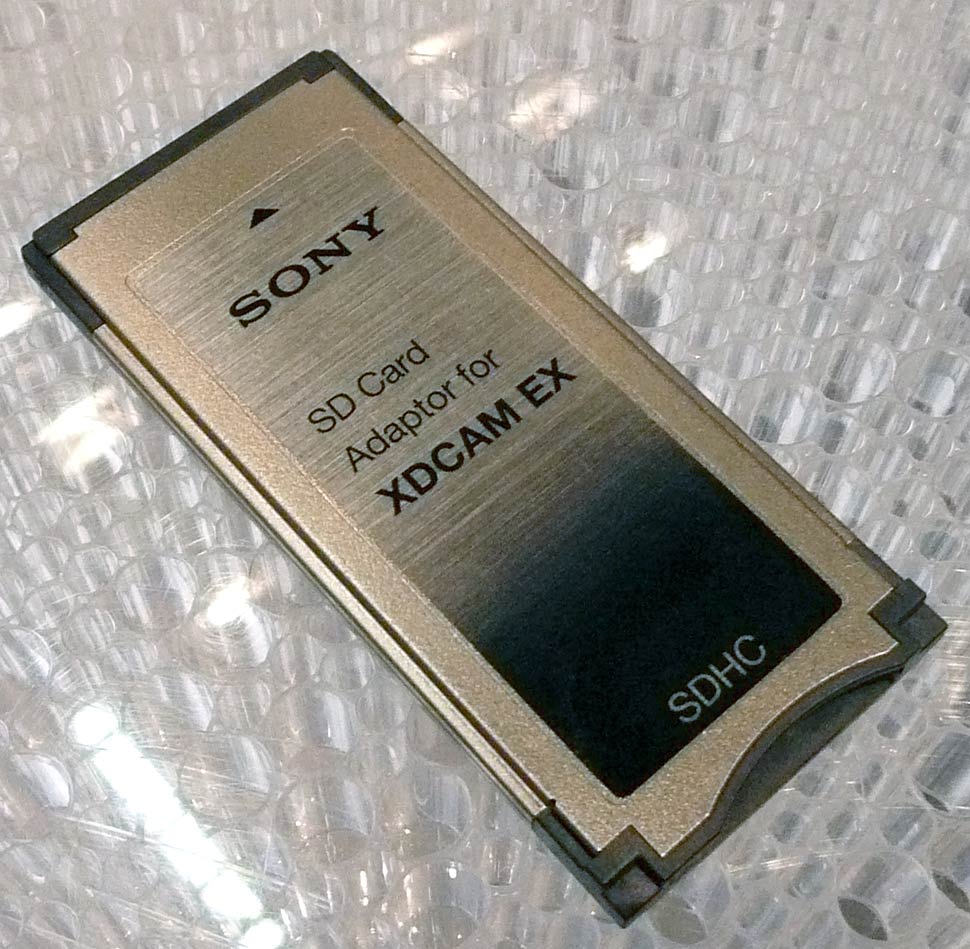 SONY
SD Card
Adaptor for
XDCAM EX
SDHC